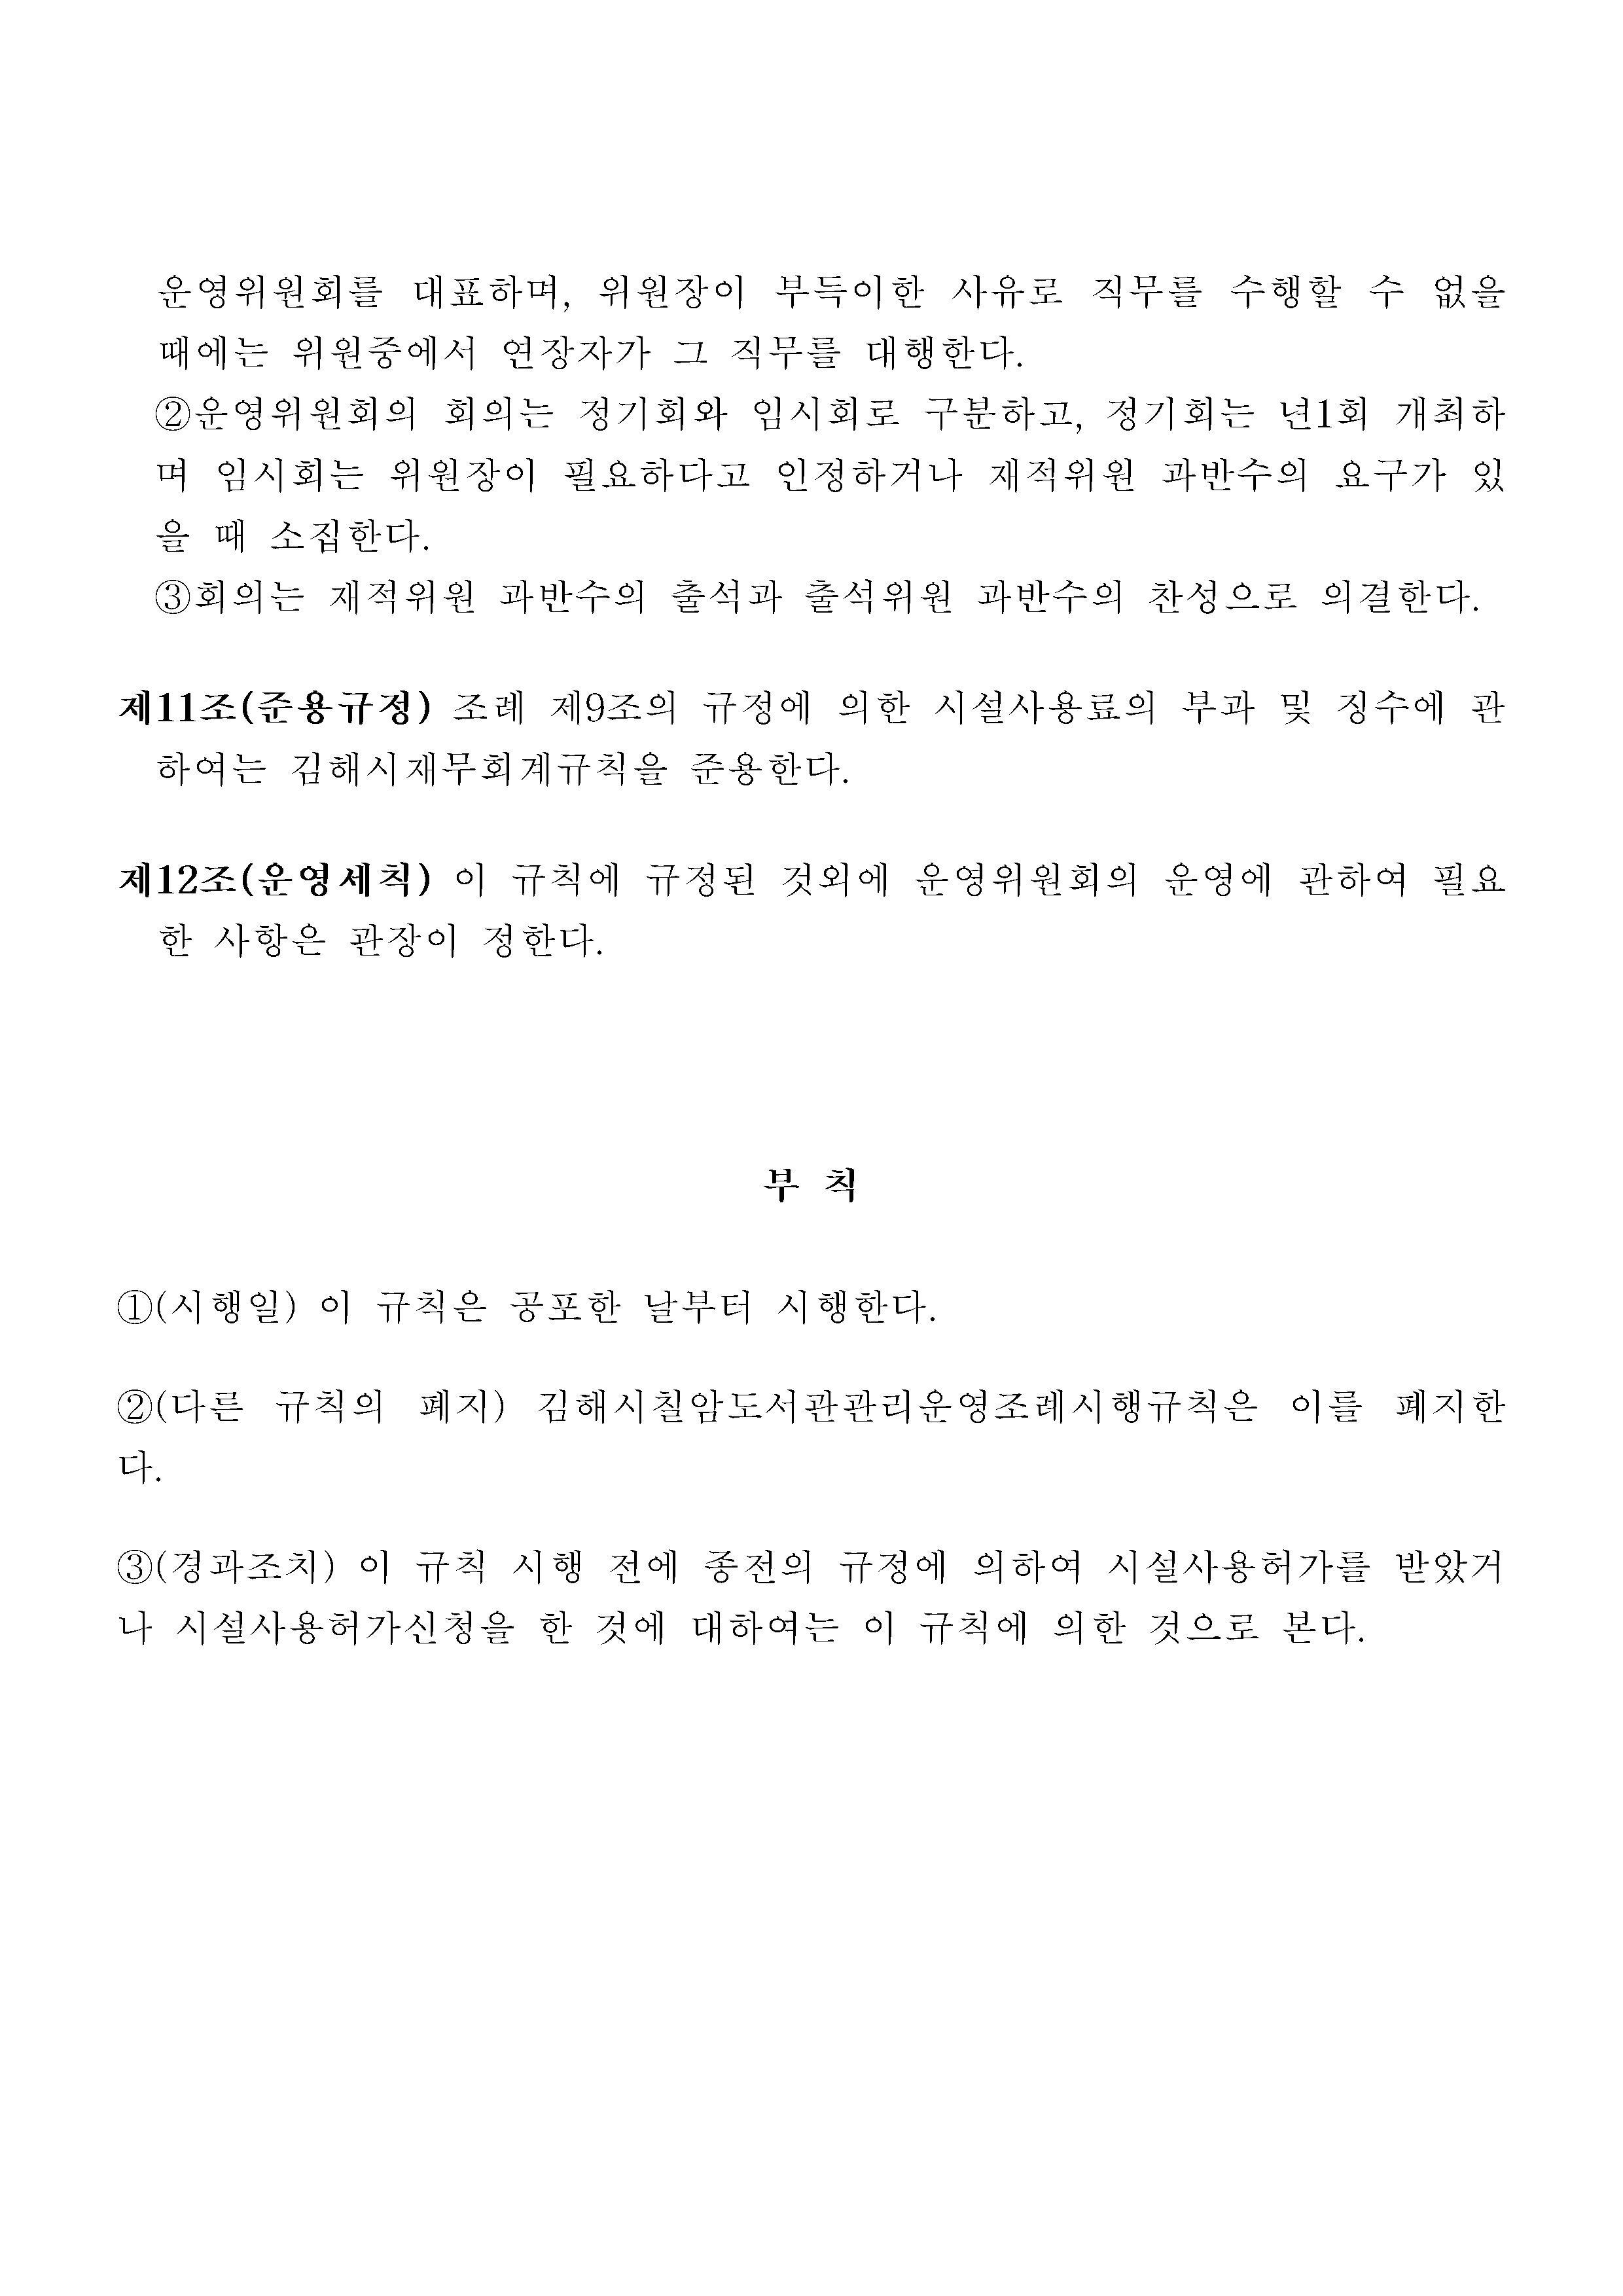 운영위원회를 대표하며, 위원장이 부득이한 사유로 직무를 수행할 수 없을
때에는 위원중에서 연장자가 그 직무를 대행한다.
②운영위원회의 회의는 정기회와 임시회로 구분하고, 정기회는 년1회 개최하
며 임시회는 위원장이 필요하다고 인정하거나 재적위원 과반수의 요구가 있
을 때 소집한다.
③회의는 재적위원 과반수의 출석과 출석위원 과반수의 찬성으로 의결한다.
제11조(준용규정) 조례 제9조의 규정에 의한 시설사용료의 부과 및 징수에 관
하여는 김해시재무회계규칙을 준용한다.
제12조(운영세칙) 이 규칙에 규정된 것외에 운영위원회의 운영에 관하여 필요
한 사항은 관장이 정한다.
부 칙
①(시행일) 이 규칙은 공포한 날부터 시행한다.
②(다른 규칙의 폐지) 김해시칠암도서관관리운영조례시행규칙은 이를 폐지한
다.
③(경과조치) 이 규칙 시행 전에 종전의 규정에 의하여 시설사용허가를 받았거
나 시설사용허가신청을 한 것에 대하여는 이 규칙에 의한 것으로 본다.